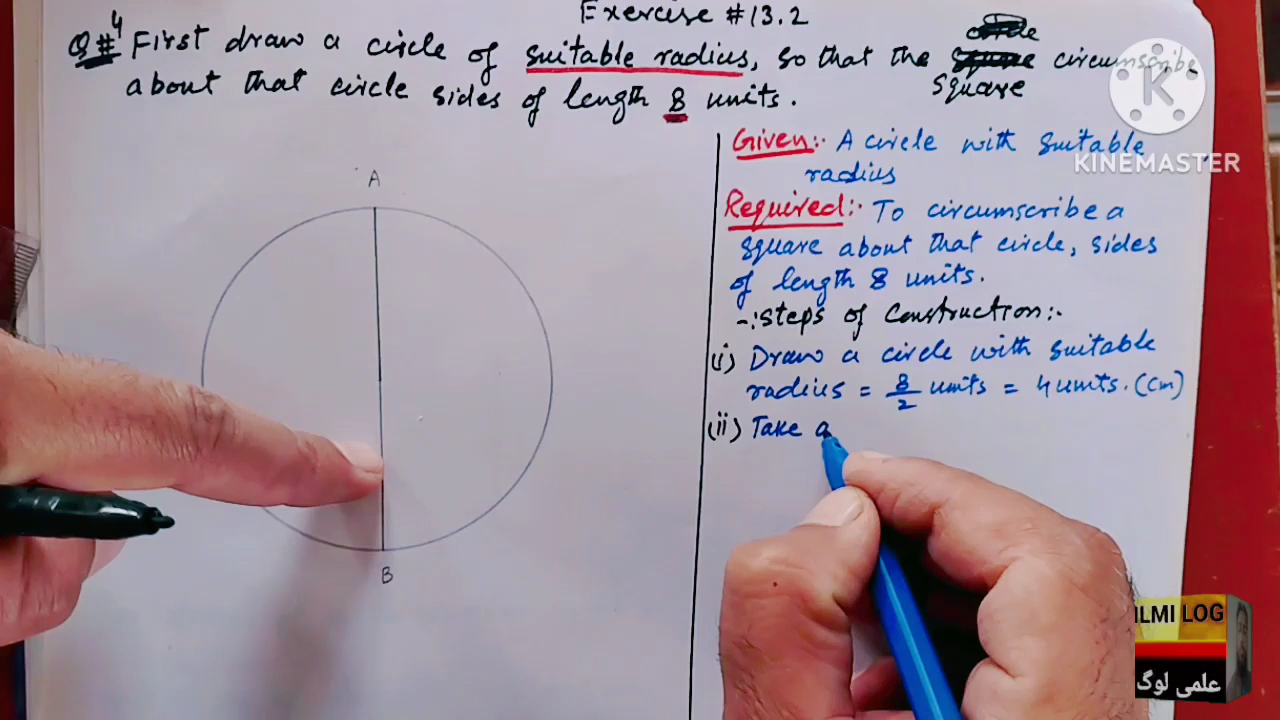 Exercise #13.2
Q#4 First draw a circle of suitable radius, so that the square circumscribe
about that circle sides of length 8 units.
Given:- A circle with suitable
radius
Required:- To circumscribe a
square about that circle, sides
of length 8 units.
-:Steps of Construction:-
(i) Draw a circle with suitable
radius = 8/2 units = 4 units. (cm)
(ii) Take a
A
B
K
KINEMASTER
ILMI LOG
علمی لوگ